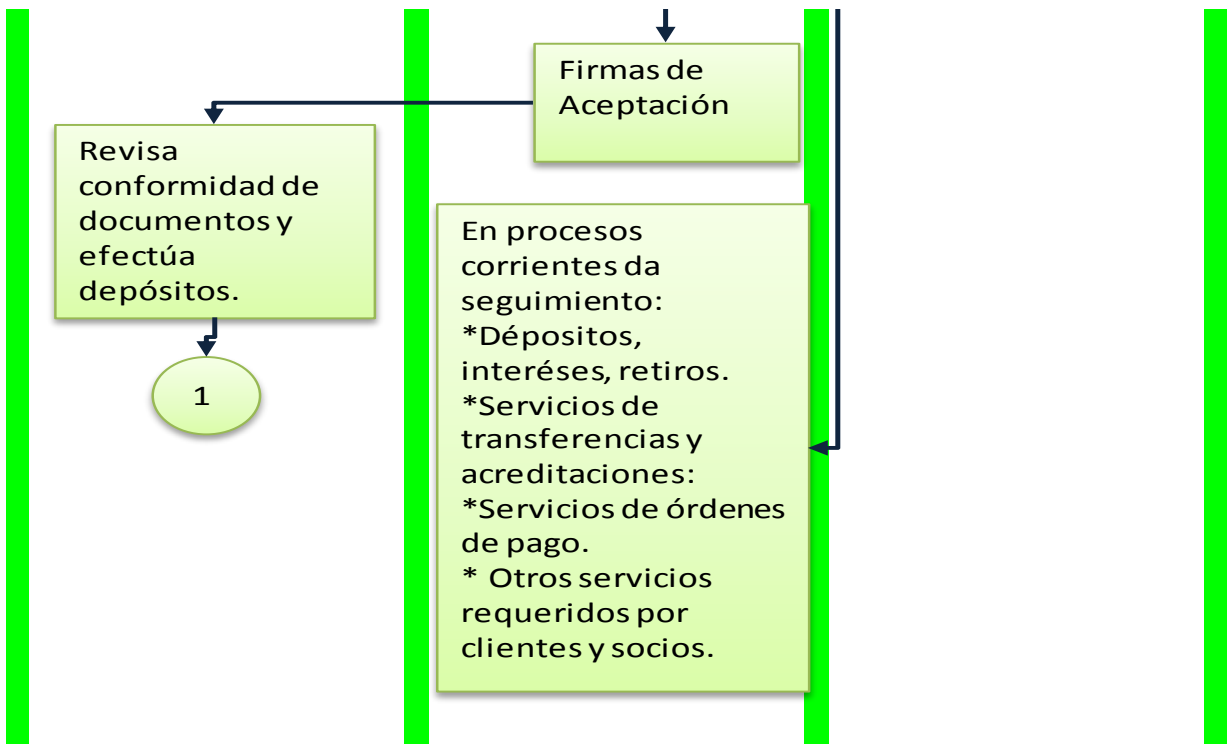 Firmas de
Aceptación
Revisa
conformidad de
documentos y
efectúa
depósitos.
1
En procesos
corrientes da
seguimiento:
*Dépositos,
interéses, retiros.
*Servicios de
transferencias y
acreditaciones:
*Servicios de órdenes
de pago.
* Otros servicios
requeridos por
clientes y socios.